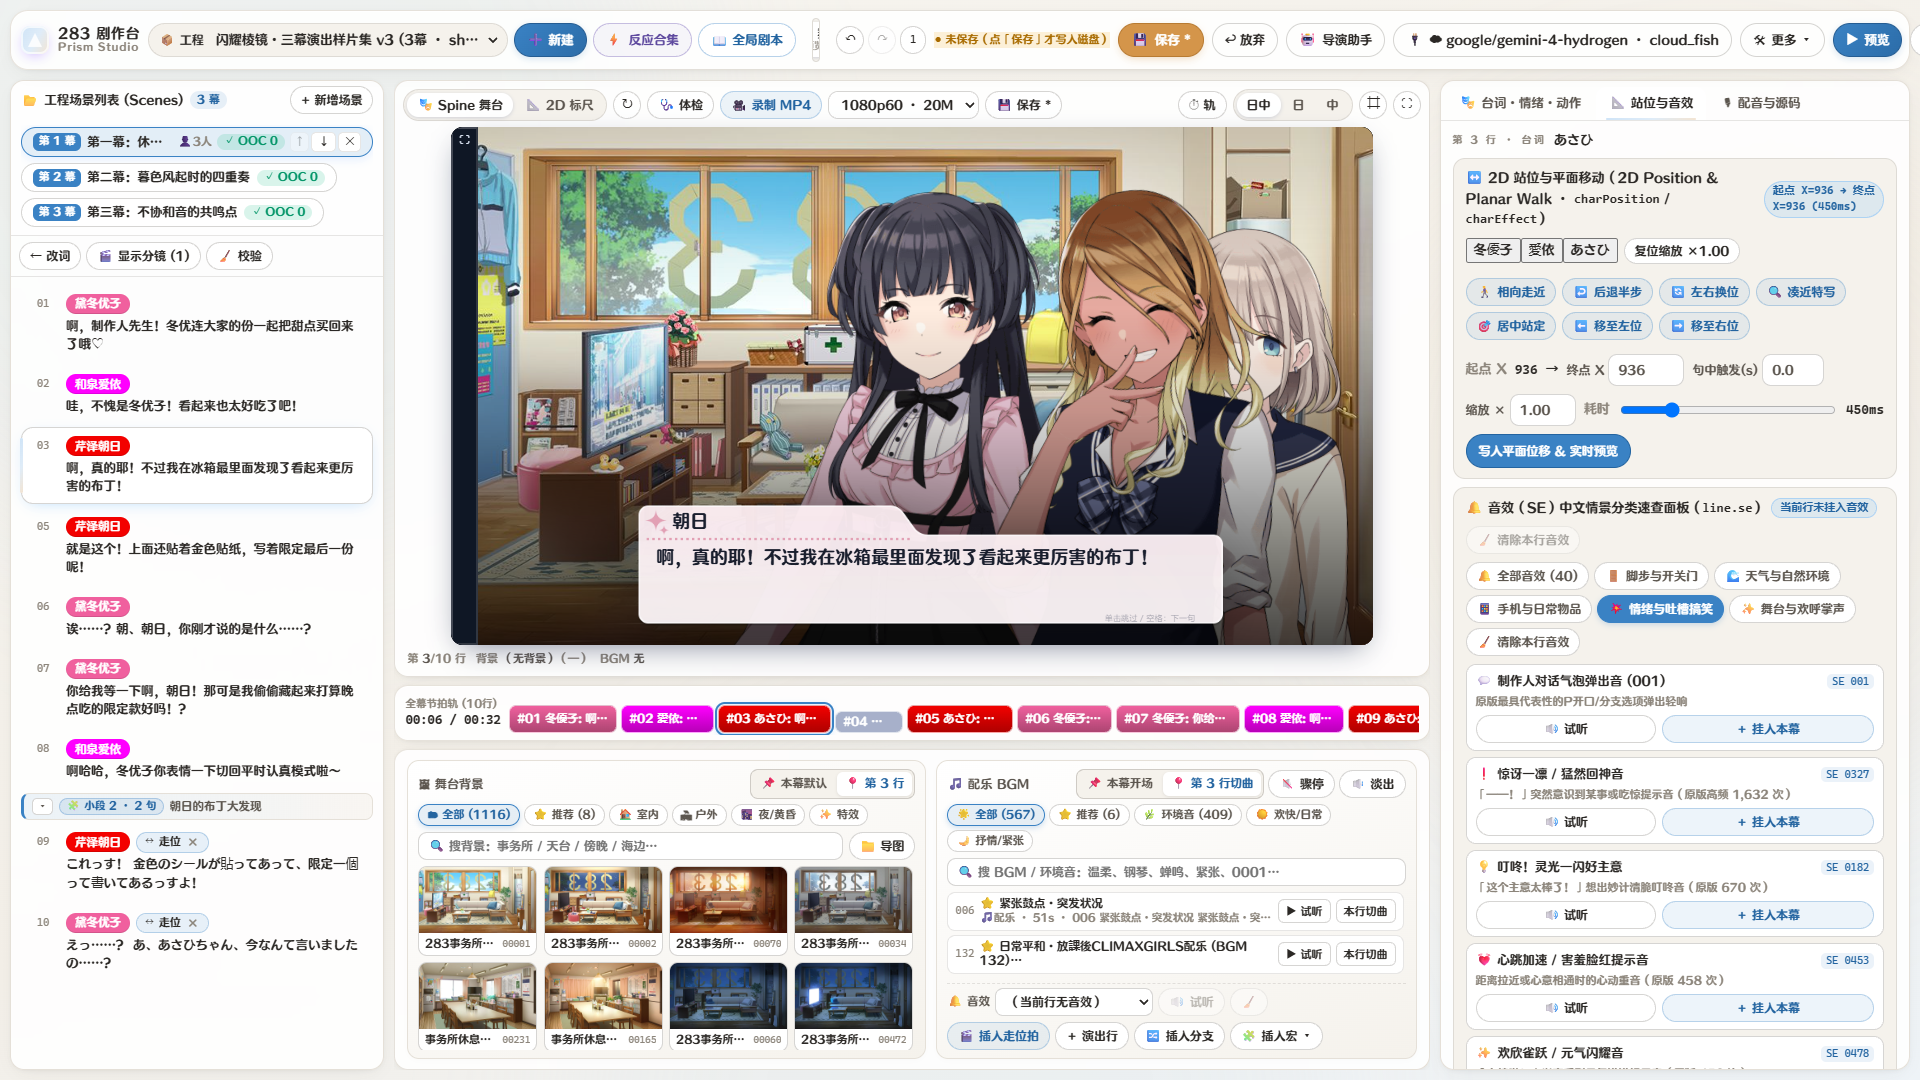 283 剧作台
Prism Studio
工程 闪耀棱镜・三幕演出样片集 v3 (3幕 ・ sh…
新建
反应合集
全局剧本
1
未保存（点「保存」才写入磁盘）
保存 *
放弃
导演助手
google/gemini-4-hydrogen ・ cloud_fish
更多
预览
工程场景列表 (Scenes) 3 幕
+ 新增场景
第 1 幕 第一幕：休… 3人 ✓ OOC 0 ↑ ↓ ×
第 2 幕 第二幕：暮色风起时的四重奏 ✓ OOC 0
第 3 幕 第三幕：不协和音的共鸣点 ✓ OOC 0
← 改词
显示分镜 (1)
校验
01 黛冬优子
啊，制作人先生！冬优连大家的份一起把甜点买回来了哦♡
02 和泉爱依
哇，不愧是冬优子！看起来也太好吃了吧！
03 芹泽朝日
啊，真的耶！不过我在冰箱最里面发现了看起来更厉害的布丁！
05 芹泽朝日
就是这个！上面还贴着金色贴纸，写着限定最后一份呢！
06 黛冬优子
诶……？朝、朝日，你刚才说的是什么……？
07 黛冬优子
你给我等一下啊，朝日！那可是我偷偷藏起来打算晚点吃的限定款好吗！？
08 和泉爱依
啊哈哈，冬优子你表情一下切回平时认真模式啦～
小段 2 ・ 2 句 朝日的布丁大发现
09 芹泽朝日 ↔ 走位 ×
これっす！ 金色のシールが貼ってあって、限定一個って書いてあるっすよ！
10 黛冬优子 ↔ 走位 ×
えっ……？ あ、あさひちゃん、今なんて言いましたの……？
Spine 舞台
2D 标尺
体检
录制 MP4
1080p60 ・ 20M
保存 *
轨
日中
日
中
朝日
啊，真的耶！不过我在冰箱最里面发现了看起来更厉害的布丁！
单击跳过 / 空格：下一句
第 3/10 行 背景（无背景）（一） BGM 无
全幕节拍轨 (10行)
00:06 / 00:32
#01 冬優子: 啊…
#02 爱依: …
#03 あさひ: 啊…
#04 …
#05 あさひ: …
#06 冬優子:…
#07 冬優子: 你给…
#08 爱依: 啊…
#09 あさひ:
舞台背景
本幕默认
第 3 行
全部 (1116)
推荐 (8)
室内
户外
夜/黄昏
特效
搜背景：事务所 / 天台 / 傍晚 / 海边…
导图
283事务所… 00001
283事务所… 00002
283事务所… 00070
283事务所… 00034
事务所休息… 00231
事务所休息… 00165
283事务所… 00060
283事务所… 00472
配乐 BGM
本幕开场
第 3 行切曲
骤停
淡出
全部 (567)
推荐 (6)
环境音 (409)
欢快/日常
抒情/紧张
搜 BGM / 环境音：温柔、钢琴、蝉鸣、紧张、0001…
006 紧张鼓点・突发状况
配乐 ・ 51s ・ 006 紧张鼓点・突发状况 紧张鼓点・突…
试听
本行切曲
132 日常平和・放課後CLIMAXGIRLS配乐 (BGM 132)…
试听
本行切曲
音效 （当前行无音效）
试听
插入走位拍
+ 演出行
插入分支
插入宏
台词・情绪・动作
站位与音效
配音与源码
第 3 行 ・ 台词 あさひ
2D 站位与平面移动（2D Position & Planar Walk ・ charPosition / charEffect）
起点 X=936 → 终点 X=936 (450ms)
冬優子
愛依
あさひ
复位缩放 ×1.00
相向走近
后退半步
左右换位
凑近特写
居中站定
移至左位
移至右位
起点 X 936 → 终点 X 936 句中触发(s) 0.0
缩放 × 1.00 耗时 450ms
写入平面位移 & 实时预览
音效（SE）中文情景分类速查面板（line.se）
当前行未挂入音效
清除本行音效
全部音效 (40)
脚步与开关门
天气与自然环境
手机与日常物品
情绪与吐槽搞笑
舞台与欢呼掌声
清除本行音效
制作人对话气泡弹出音 (001) SE 001
原版最具代表性的P开口/分支选项弹出轻响
试听
+ 挂入本幕
惊讶一凛 / 猛然回神音 SE 0327
「——！」突然意识到某事或吃惊提示音（原版高频 1,632 次）
试听
+ 挂入本幕
叮咚！灵光一闪好主意 SE 0182
「这个主意太棒了！」想出妙计清脆叮咚音（原版 670 次）
试听
+ 挂入本幕
心跳加速 / 害羞脸红提示音 SE 0453
距离拉近或心意相通时的心动重音（原版 458 次）
试听
+ 挂入本幕
欢欣雀跃 / 元气闪耀音 SE 0478